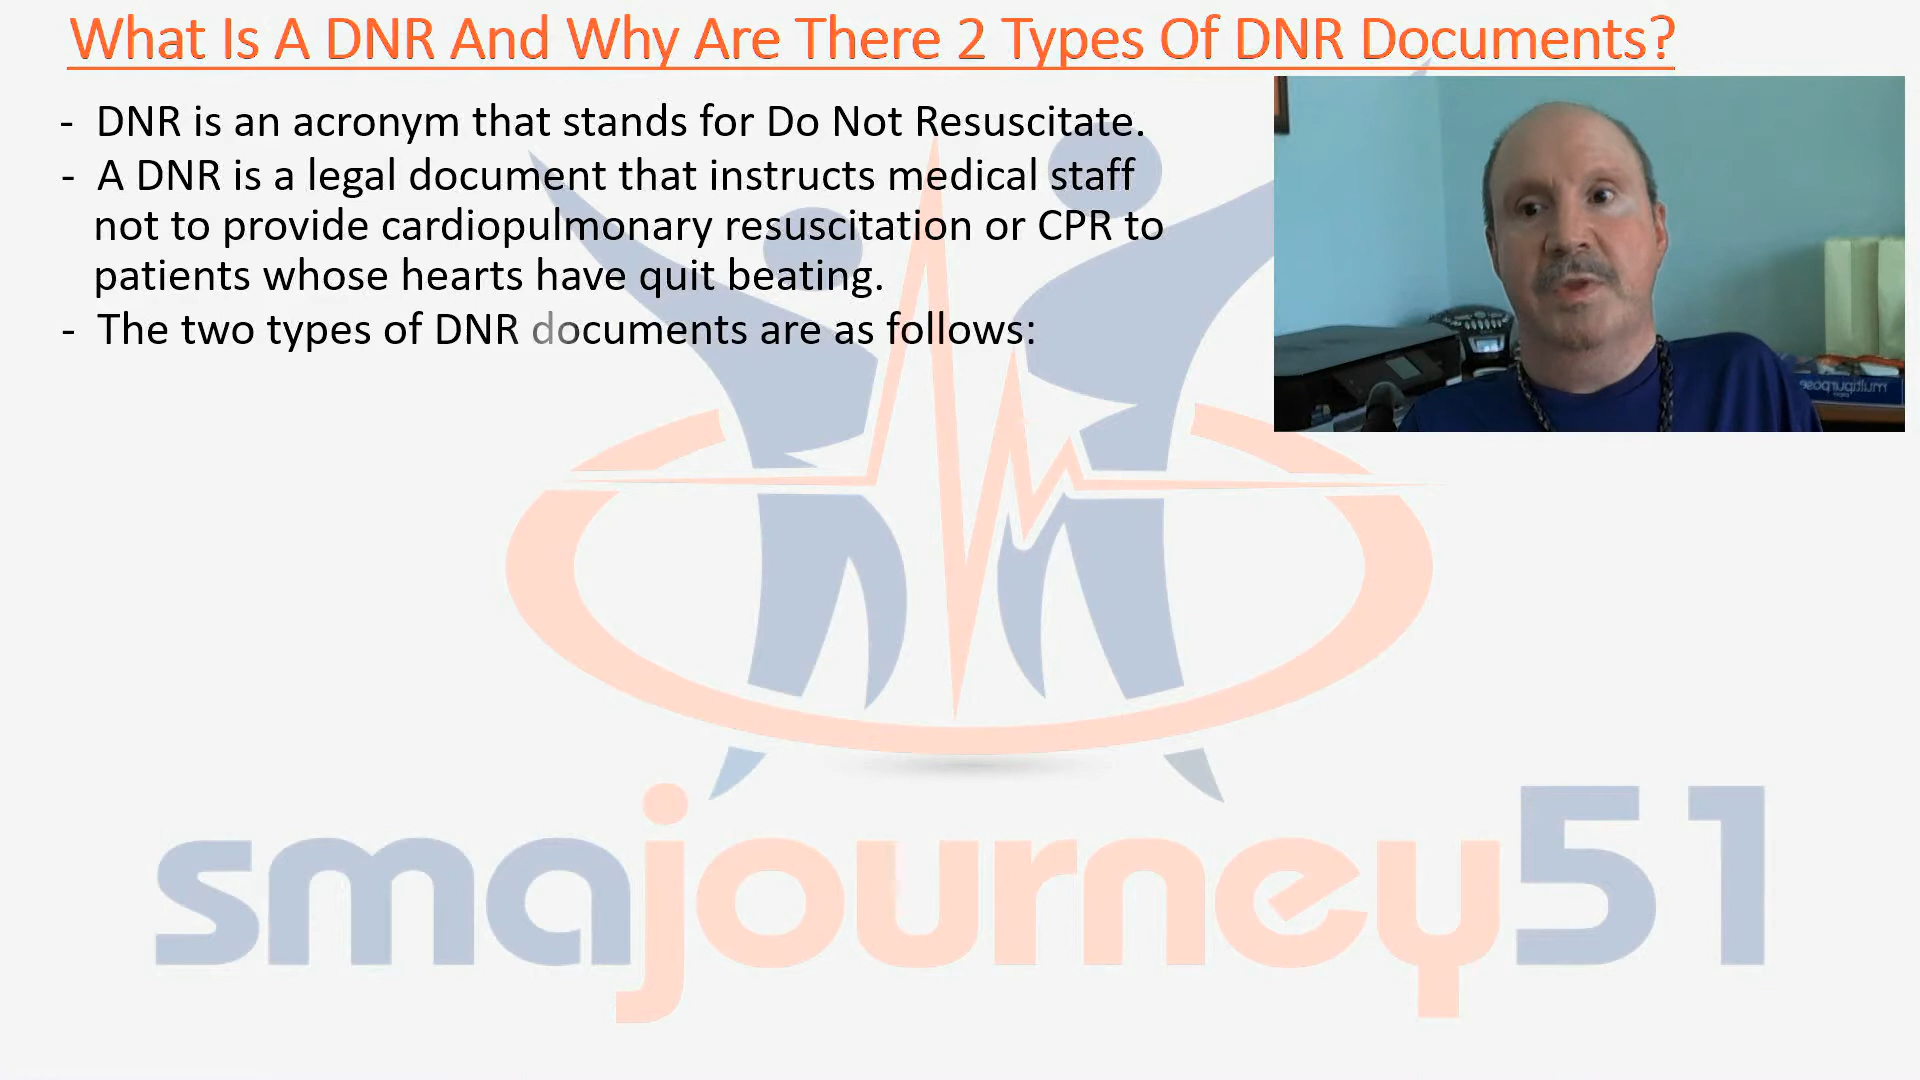 What Is A DNR And Why Are There 2 Types Of DNR Documents?
- DNR is an acronym that stands for Do Not Resuscitate.
- A DNR is a legal document that instructs medical staff
not to provide cardiopulmonary resuscitation or CPR to
patients whose hearts have quit beating.
- The two types of DNR documents are as follows:
multipurpose
smajourney51